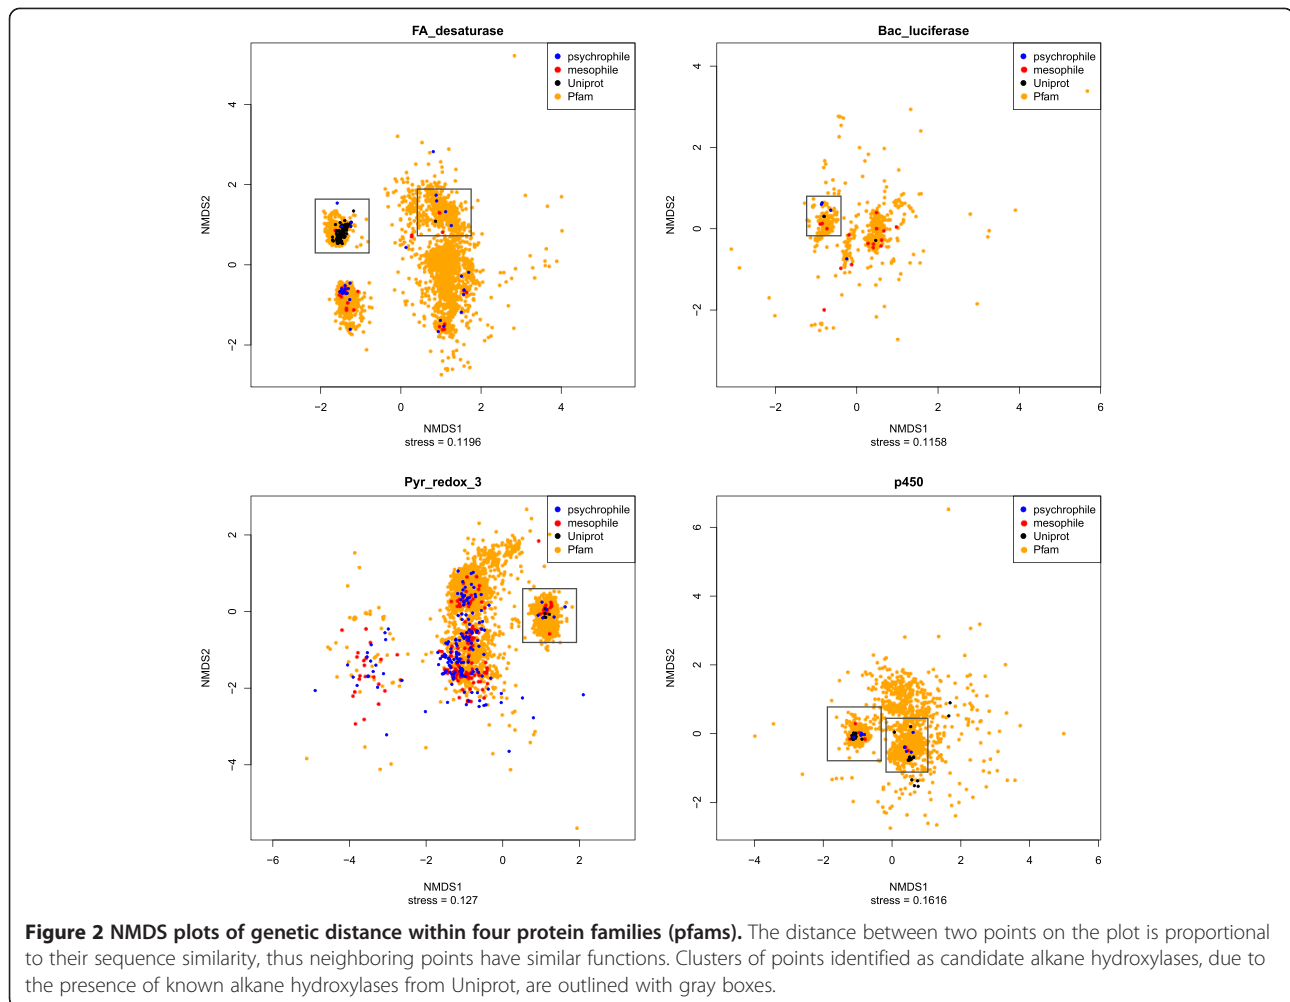 FA_desaturase
psychrophile
mesophile
Uniprot
Pfam
4
2
0
−2
NMDS2
−2 0 2 4
NMDS1
stress = 0.1196
Bac_luciferase
psychrophile
mesophile
Uniprot
Pfam
4
2
0
−2
NMDS2
−2 0 2 4 6
NMDS1
stress = 0.1158
Pyr_redox_3
psychrophile
mesophile
Uniprot
Pfam
2
0
−2
−4
NMDS2
−6 −4 −2 0 2
NMDS1
stress = 0.127
p450
psychrophile
mesophile
Uniprot
Pfam
6
4
2
0
−2
NMDS2
−4 −2 0 2 4 6
NMDS1
stress = 0.1616
Figure 2 NMDS plots of genetic distance within four protein families (pfams). The distance between two points on the plot is proportional
to their sequence similarity, thus neighboring points have similar functions. Clusters of points identified as candidate alkane hydroxylases, due to
the presence of known alkane hydroxylases from Uniprot, are outlined with gray boxes.